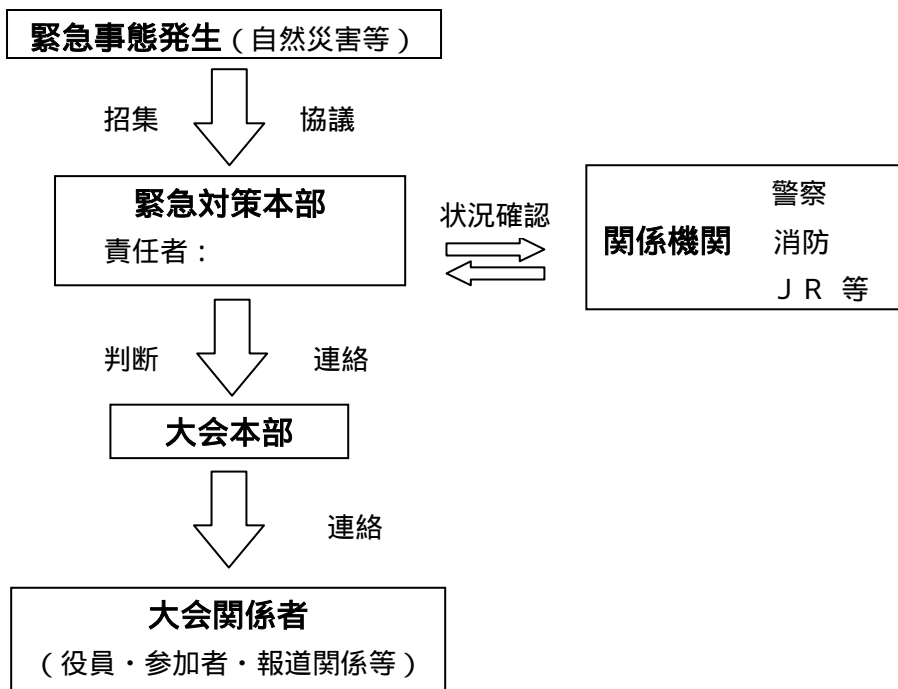 緊急事態発生(自然災害等)
招集 協議
緊急対策本部
責任者:
状況確認
関係機関
警察
消防
JR 等
判断 連絡
大会本部
連絡
大会関係者
(役員・参加者・報道関係等)